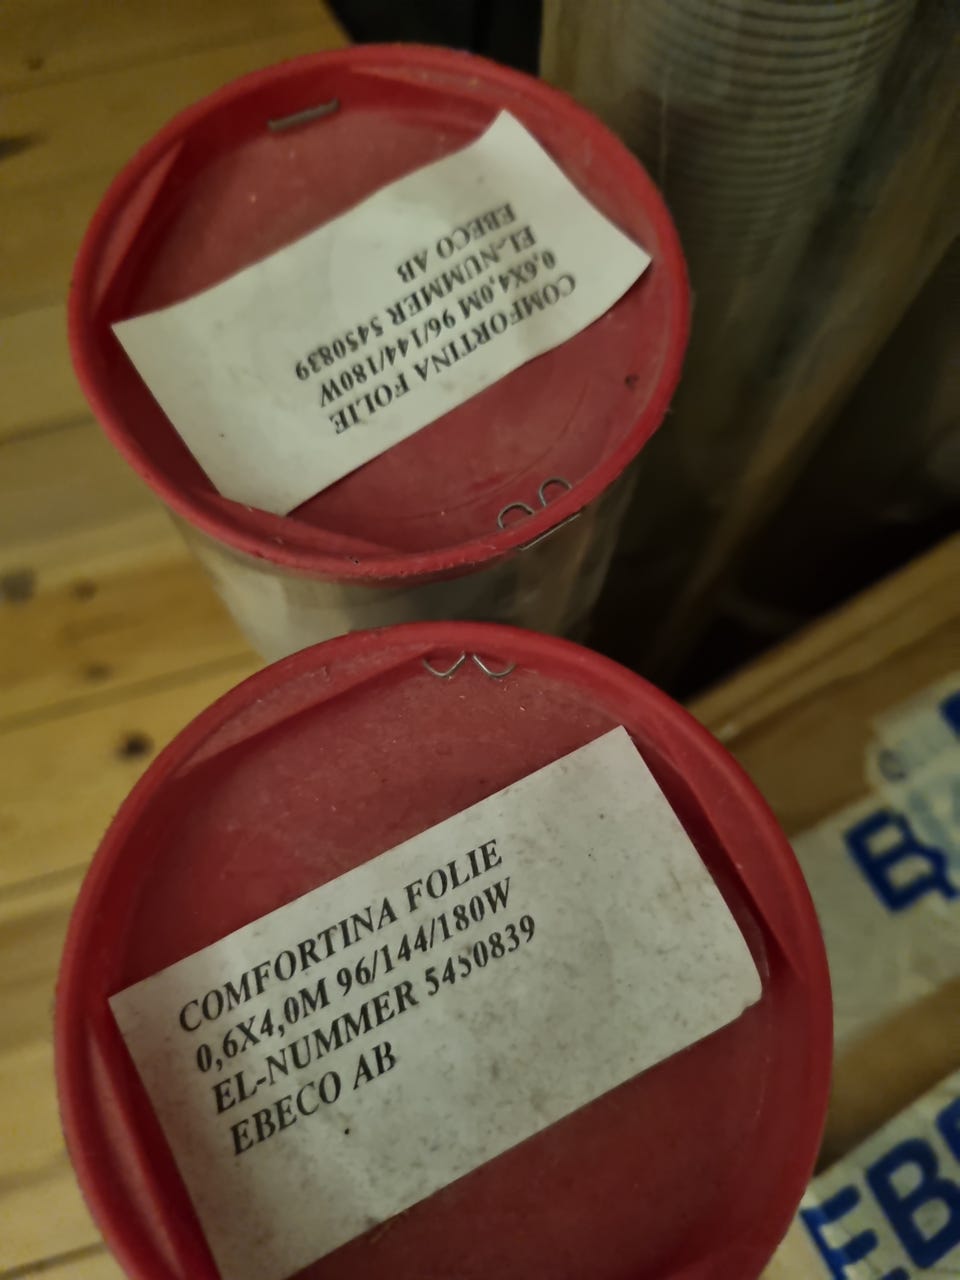 COMFORTINA FOLIE
0,6X4,0M 96/144/180W
EL-NUMMER 5450839
EBECO AB
COMFORTINA FOLIE
0,6X4,0M 96/144/180W
EL-NUMMER 5450839
EBECO AB